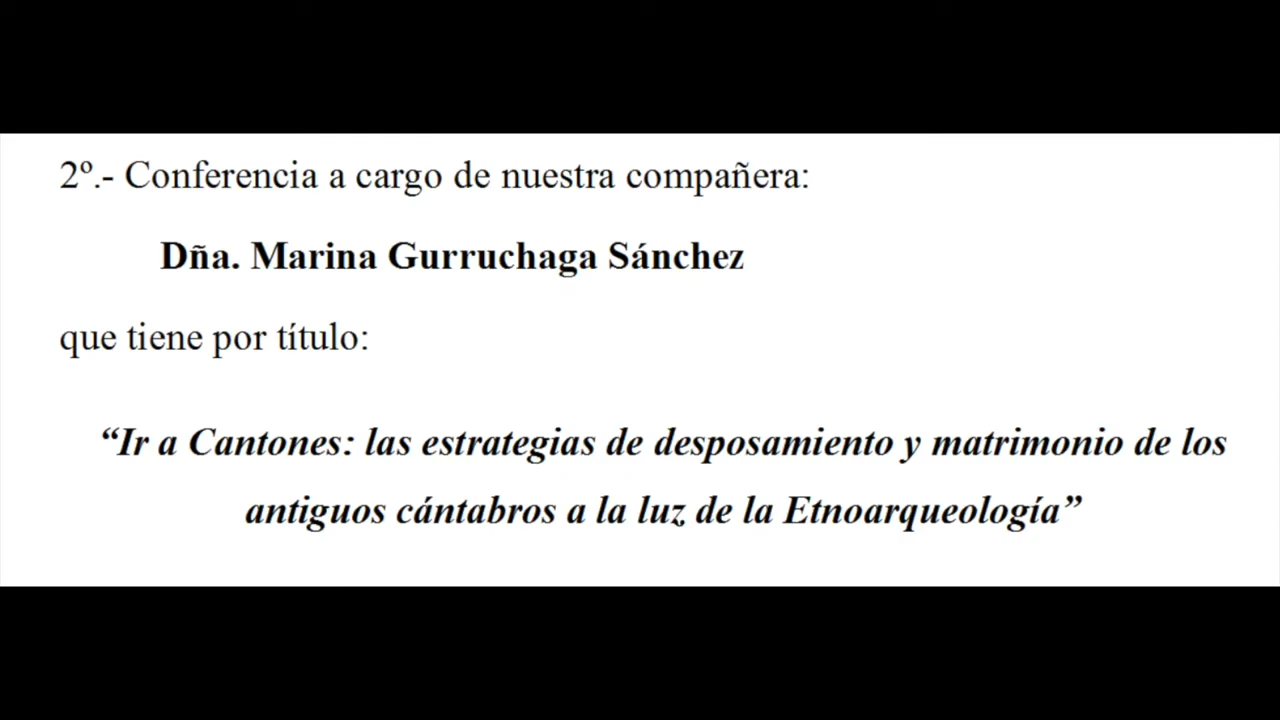 2º.- Conferencia a cargo de nuestra compañera:
Dña. Marina Gurruchaga Sánchez
que tiene por título:
“Ir a Cantones: las estrategias de desposamiento y matrimonio de los
antiguos cántabros a la luz de la Etnoarqueología”